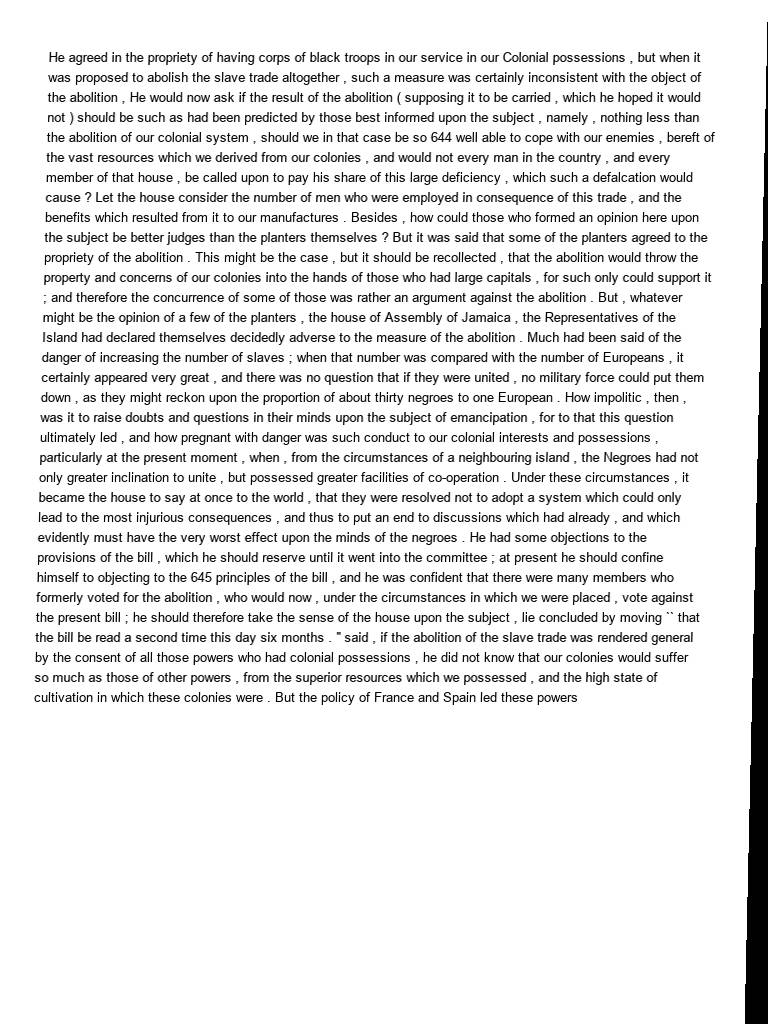 He agreed in the propriety of having corps of black troops in our service in our Colonial possessions , but when it
was proposed to abolish the slave trade altogether , such a measure was certainly inconsistent with the object of
the abolition , He would now ask if the result of the abolition ( supposing it to be carried , which he hoped it would
not ) should be such as had been predicted by those best informed upon the subject , namely , nothing less than
the abolition of our colonial system , should we in that case be so 644 well able to cope with our enemies , bereft of
the vast resources which we derived from our colonies , and would not every man in the country , and every
member of that house , be called upon to pay his share of this large deficiency , which such a defalcation would
cause ? Let the house consider the number of men who were employed in consequence of this trade , and the
benefits which resulted from it to our manufactures . Besides , how could those who formed an opinion here upon
the subject be better judges than the planters themselves ? But it was said that some of the planters agreed to the
propriety of the abolition . This might be the case , but it should be recollected , that the abolition would throw the
property and concerns of our colonies into the hands of those who had large capitals , for such only could support it
; and therefore the concurrence of some of those was rather an argument against the abolition . But , whatever
might be the opinion of a few of the planters , the house of Assembly of Jamaica , the Representatives of the
Island had declared themselves decidedly adverse to the measure of the abolition . Much had been said of the
danger of increasing the number of slaves ; when that number was compared with the number of Europeans , it
certainly appeared very great , and there was no question that if they were united , no military force could put them
down , as they might reckon upon the proportion of about thirty negroes to one European . How impolitic , then ,
was it to raise doubts and questions in their minds upon the subject of emancipation , for to that this question
ultimately led , and how pregnant with danger was such conduct to our colonial interests and possessions ,
particularly at the present moment , when , from the circumstances of a neighbouring island , the Negroes had not
only greater inclination to unite , but possessed greater facilities of co-operation . Under these circumstances , it
became the house to say at once to the world , that they were resolved not to adopt a system which could only
lead to the most injurious consequences , and thus to put an end to discussions which had already , and which
evidently must have the very worst effect upon the minds of the negroes . He had some objections to the
provisions of the bill , which he should reserve until it went into the committee ; at present he should confine
himself to objecting to the 645 principles of the bill , and he was confident that there were many members who
formerly voted for the abolition , who would now , under the circumstances in which we were placed , vote against
the present bill ; he should therefore take the sense of the house upon the subject , lie concluded by moving `` that
the bill be read a second time this day six months . " said , if the abolition of the slave trade was rendered general
by the consent of all those powers who had colonial possessions , he did not know that our colonies would suffer
so much as those of other powers , from the superior resources which we possessed , and the high state of
cultivation in which these colonies were . But the policy of France and Spain led these powers